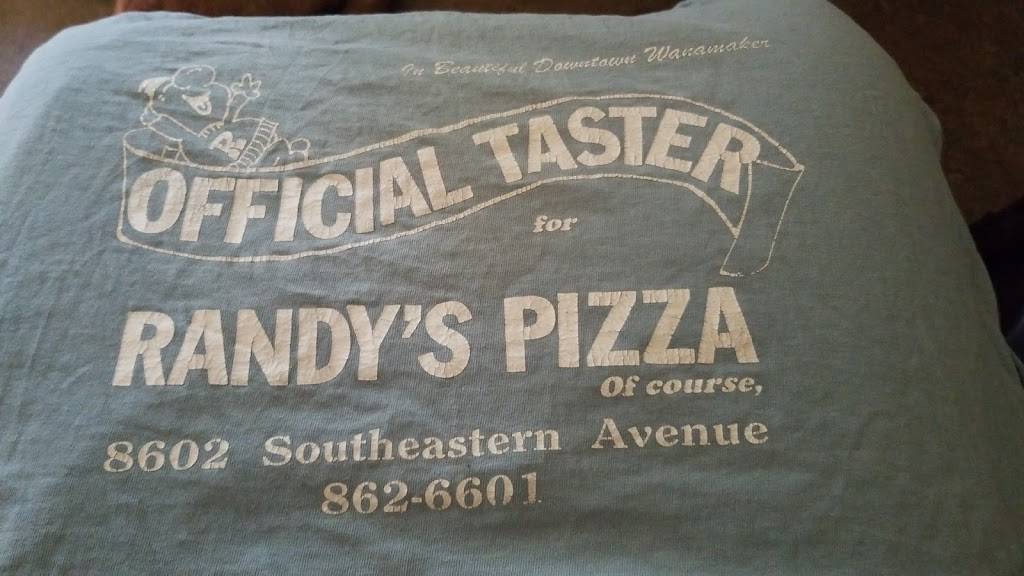 In Beautiful Downtown Wanamaker
OFFICIAL TASTER
for
RANDY'S PIZZA
Of course,
8602 Southeastern Avenue
862-6601